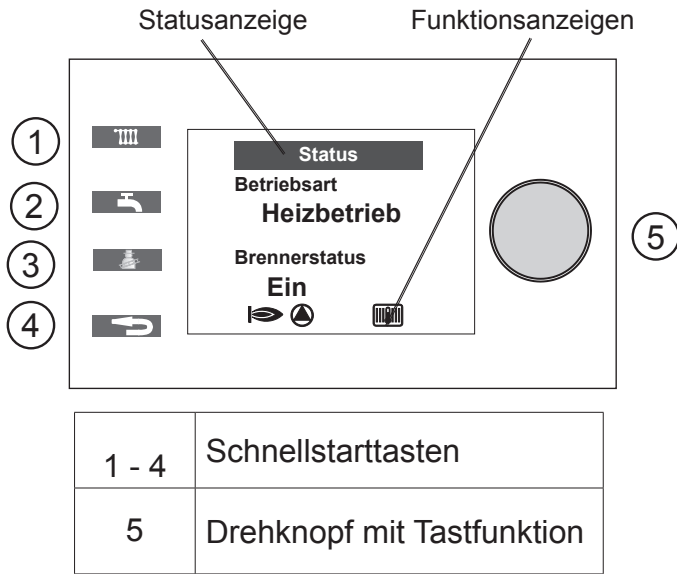 Statusanzeige Funktionsanzeigen
1
Status
Betriebsart
2
Heizbetrieb
5
3
Brennerstatus
Ein
4
1 - 4 Schnellstarttasten
5 Drehknopf mit Tastfunktion